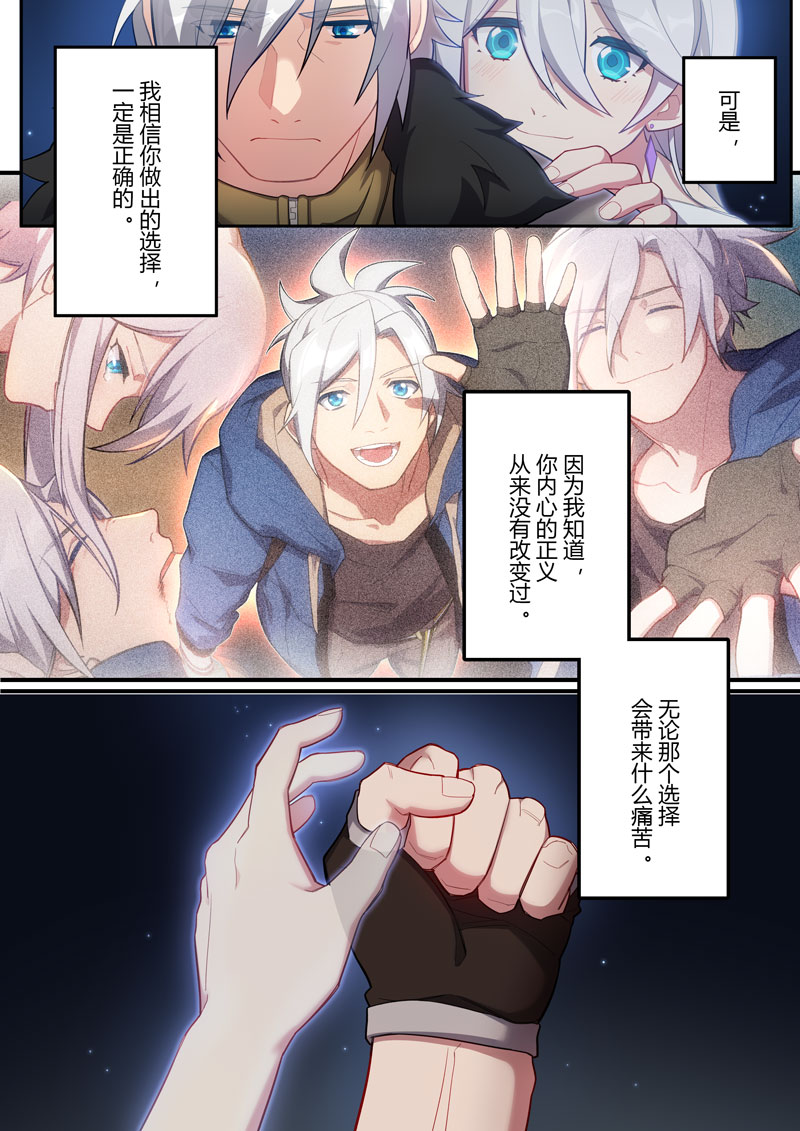 可是，
我相信你做出的选择，
一定是正确的。
因为我知道，
你内心的正义
从来没有改变过。
无论那个选择
会带来什么痛苦。